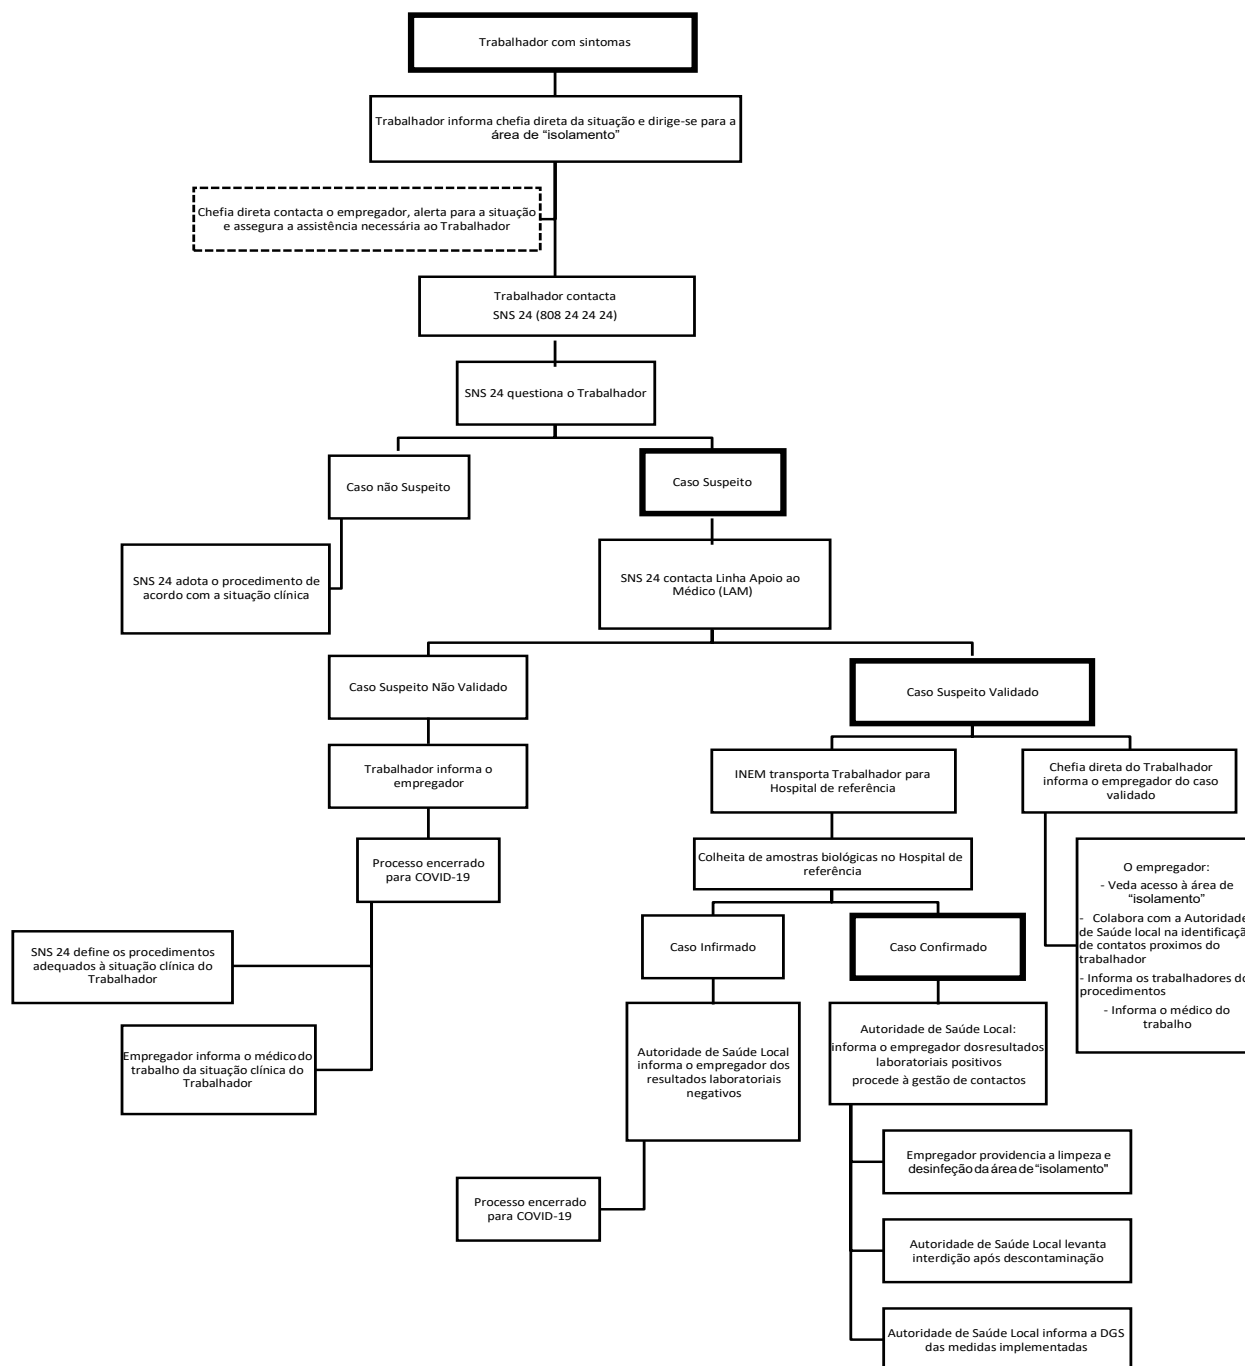 Trabalhador com sintomas
Trabalhador informa chefia direta da situação e dirige-se para a
área de “isolamento”
Chefia direta contacta o empregador, alerta para a situação
e assegura a assistência necessária ao Trabalhador
Trabalhador contacta
SNS 24 (808 24 24 24)
SNS 24 questiona o Trabalhador
Caso não Suspeito
Caso Suspeito
SNS 24 adota o procedimento de
acordo com a situação clínica
SNS 24 contacta Linha Apoio ao
Médico (LAM)
Caso Suspeito Não Validado
Caso Suspeito Validado
Trabalhador informa o
empregador
INEM transporta Trabalhador para
Hospital de referência
Chefia direta do Trabalhador
informa o empregador do caso
validado
Processo encerrado
para COVID-19
Colheita de amostras biológicas no Hospital de
referência
O empregador:
- Veda acesso à área de
“isolamento”
- Colabora com a Autoridade
de Saúde local na identificaçã
de contatos proximos do
trabalhador
- Informa os trabalhadores do
procedimentos
- Informa o médico do
trabalho
SNS 24 define os procedimentos
adequados à situação clínica do
Trabalhador
Caso Infirmado
Caso Confirmado
Empregador informa o médico do
trabalho da situação clínica do
Trabalhador
Autoridade de Saúde Local
informa o empregador dos
resultados laboratoriais
negativos
Autoridade de Saúde Local:
informa o empregador dosresultados
laboratoriais positivos
procede à gestão de contactos
Empregador providencia a limpeza e
desinfeção da área de “isolamento”
Processo encerrado
para COVID-19
Autoridade de Saúde Local levanta
interdição após descontaminação
Autoridade de Saúde Local informa a DGS
das medidas implementadas